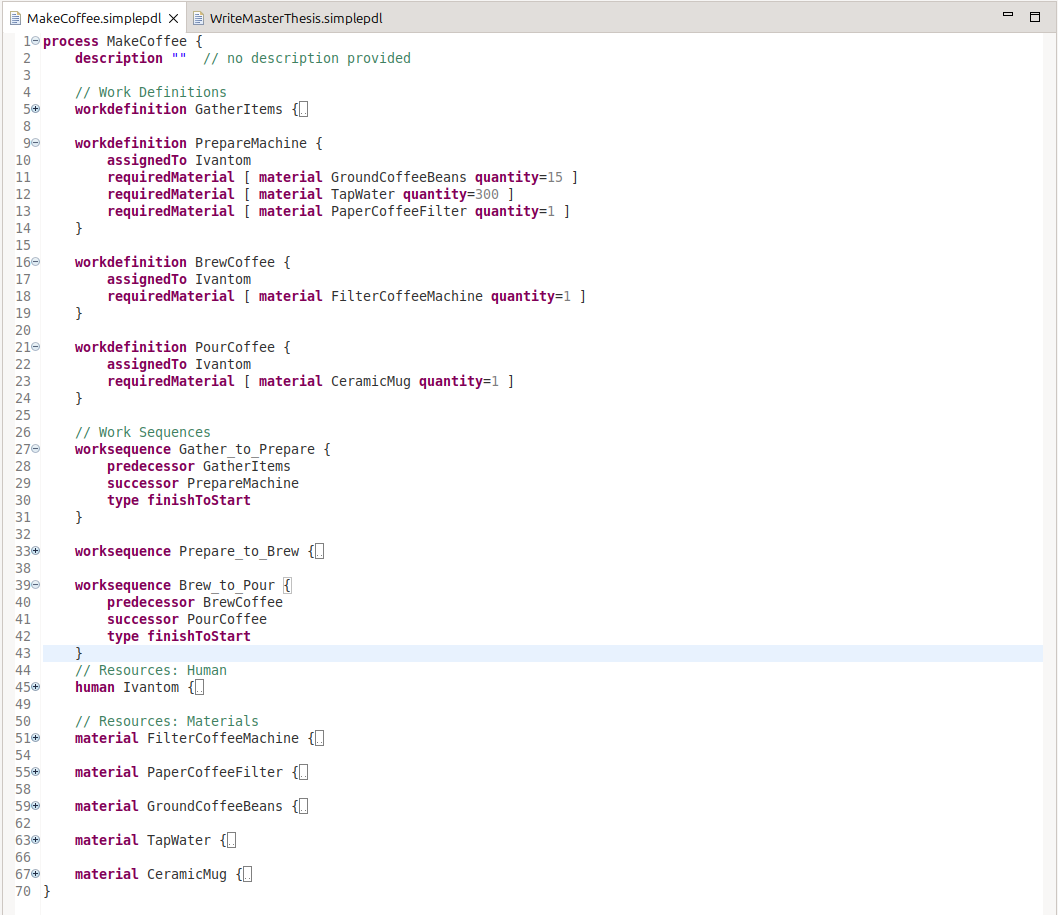 MakeCoffee.simplepdl WriteMasterThesis.simplepdl
1 process MakeCoffee {
2     description ""  // no description provided
3
4     // Work Definitions
5     workdefinition GatherItems {..
8
9     workdefinition PrepareMachine {
10         assignedTo Ivantom
11         requiredMaterial [ material GroundCoffeeBeans quantity=15 ]
12         requiredMaterial [ material TapWater quantity=300 ]
13         requiredMaterial [ material PaperCoffeeFilter quantity=1 ]
14     }
15
16     workdefinition BrewCoffee {
17         assignedTo Ivantom
18         requiredMaterial [ material FilterCoffeeMachine quantity=1 ]
19     }
20
21     workdefinition PourCoffee {
22         assignedTo Ivantom
23         requiredMaterial [ material CeramicMug quantity=1 ]
24     }
25
26     // Work Sequences
27     worksequence Gather_to_Prepare {
28         predecessor GatherItems
29         successor PrepareMachine
30         type finishToStart
31     }
32
33     worksequence Prepare_to_Brew {..
38
39     worksequence Brew_to_Pour {
40         predecessor BrewCoffee
41         successor PourCoffee
42         type finishToStart
43     }
44     // Resources: Human
45     human Ivantom {..
49
50     // Resources: Materials
51     material FilterCoffeeMachine {..
54
55     material PaperCoffeeFilter {..
58
59     material GroundCoffeeBeans {..
62
63     material TapWater {..
66
67     material CeramicMug {..
70 }